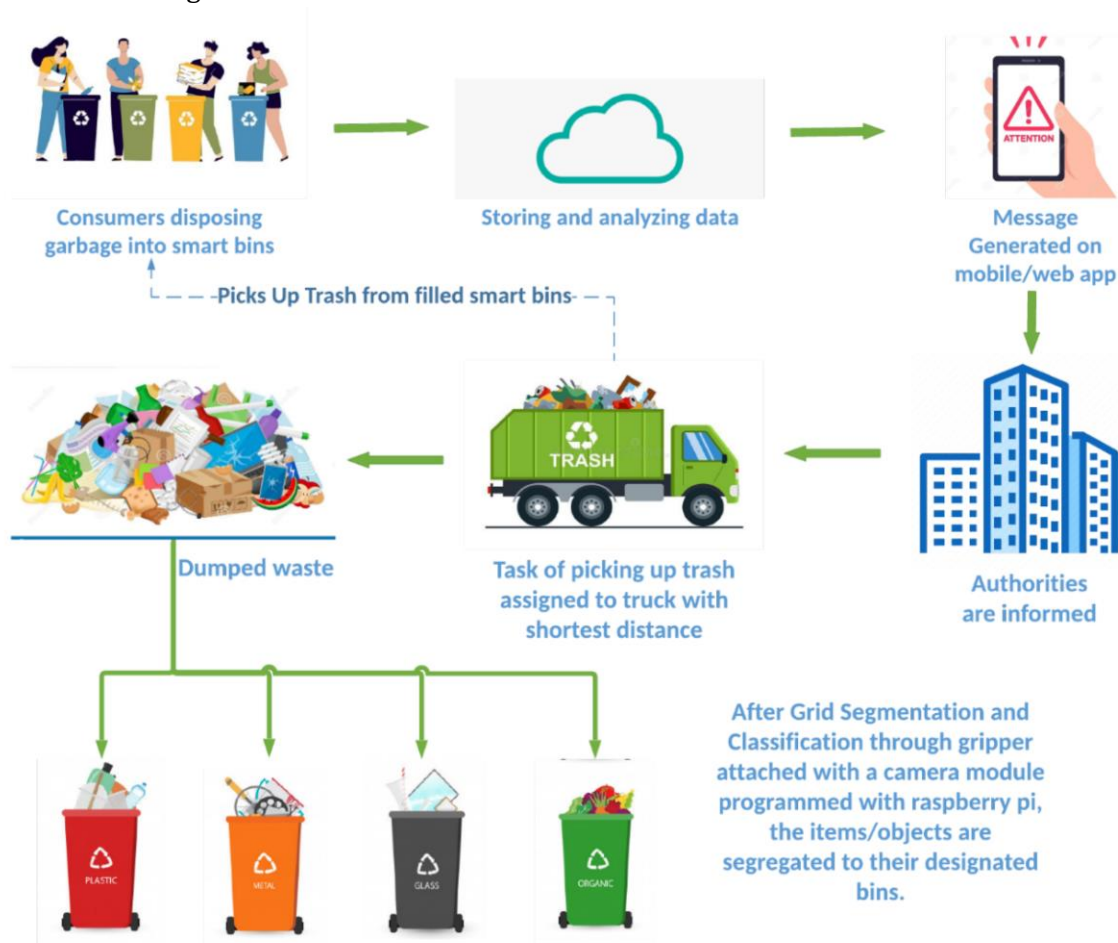 Consumers disposing
garbage into smart bins
Storing and analyzing data
ATTENTION
Message
Generated on
mobile/web app
Picks Up Trash from filled smart bins
TRASH
Dumped waste
Task of picking up trash
assigned to truck with
shortest distance
Authorities
are informed
After Grid Segmentation and
Classification through gripper
attached with a camera module
programmed with raspberry pi,
the items/objects are
segregated to their designated
bins.
PLASTIC
METAL
GLASS
ORGANIC